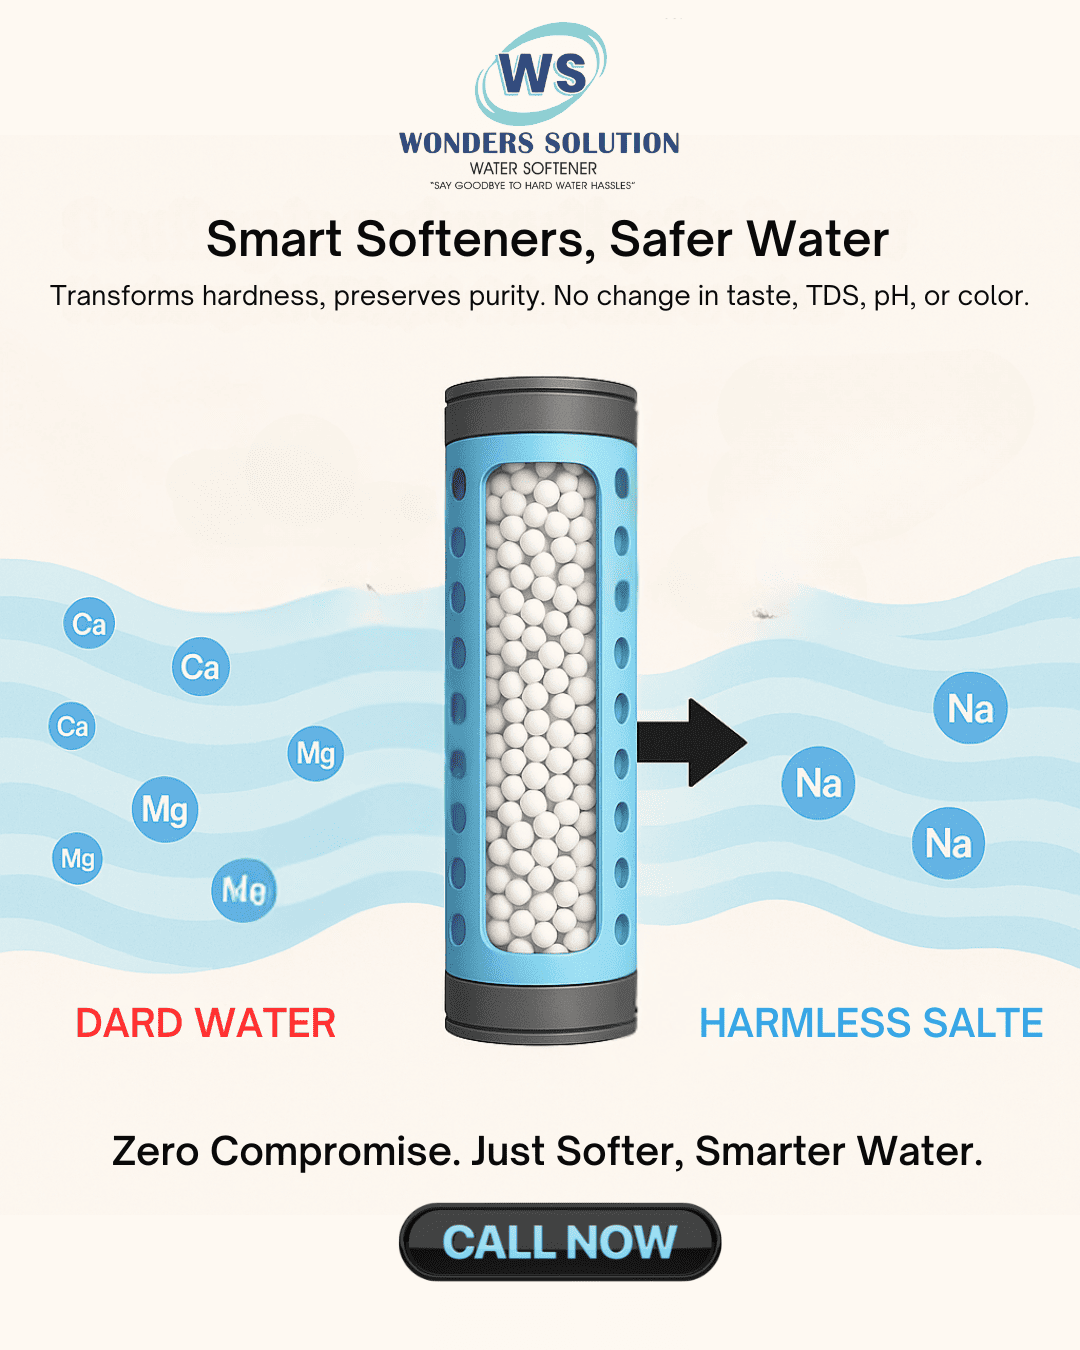 WS
WONDERS SOLUTION
WATER SOFTENER
"SAY GOODBYE TO HARD WATER HASSLES"
Smart Softeners, Safer Water
Transforms hardness, preserves purity. No change in taste, TDS, pH, or color.
Ca
Ca
Ca
Mg
Mg
Mg
Na
Na
Na
DARD WATER
HARMLESS SALTE
Zero Compromise. Just Softer, Smarter Water.
CALL NOW